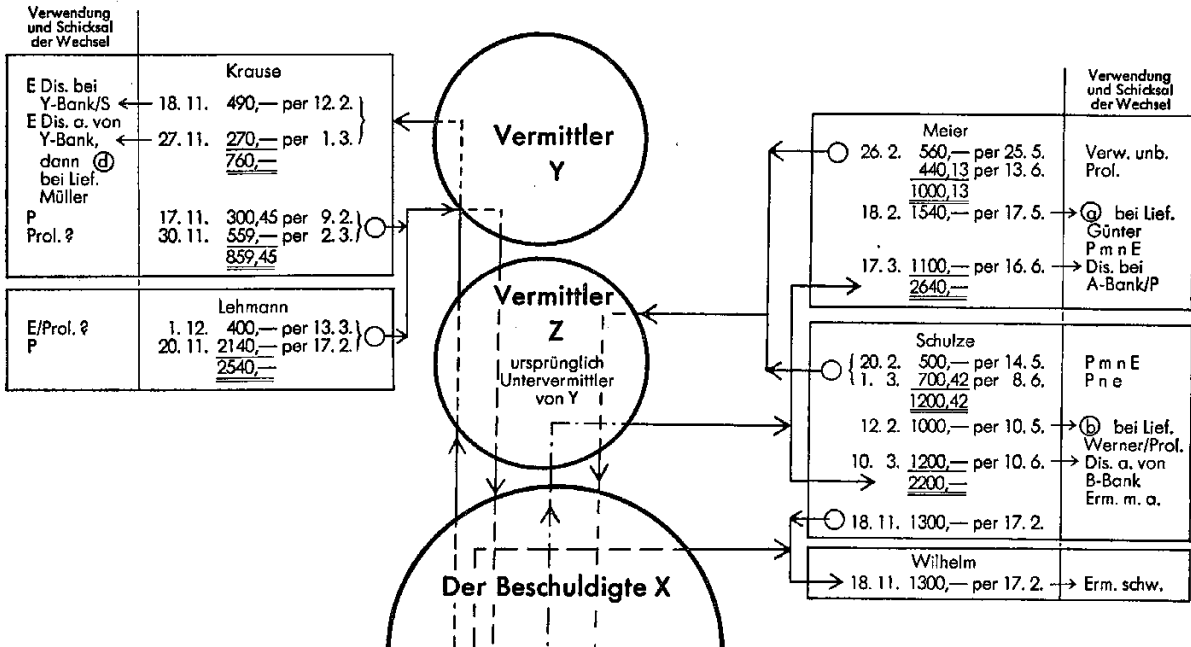 Verwendung
und Schicksal
der Wechsel
Krause
E Dis. bei
Y-Bank/S ← 18. 11. 490,— per 12. 2.
E Dis. a. von
Y-Bank, ← 27. 11. 270,— per 1. 3.
dann ⓓ 760,—
bei Lief.
Müller
P 17. 11. 300,45 per 9. 2.
Prol. ? 30. 11. 559,— per 2. 3.
859,45
Lehmann
E/Prol. ? 1. 12. 400,— per 13. 3.
P 20. 11. 2140,— per 17. 2.
2540,—
Vermittler
Y
Vermittler
Z
ursprünglich
Untervermittler
von Y
Der Beschuldigte X
Verwendung
und Schicksal
der Wechsel
Meier
26. 2. 560,— per 25. 5. Verw. unb.
440,13 per 13. 6. Prol.
1000,13
18. 2. 1540,— per 17. 5. → ⓐ bei Lief.
Günter
P m n E
17. 3. 1100,— per 16. 6. → Dis. bei
2640,— A-Bank/P
Schulze
20. 2. 500,— per 14. 5. P m n E
1. 3. 700,42 per 8. 6. P n e
1200,42
12. 2. 1000,— per 10. 5. → ⓑ bei Lief.
Werner/Prol.
10. 3. 1200,— per 10. 6. → Dis. a. von
2200,— B-Bank
Erm. m. a.
18. 11. 1300,— per 17. 2.
Wilhelm
18. 11. 1300,— per 17. 2. → Erm. schw.